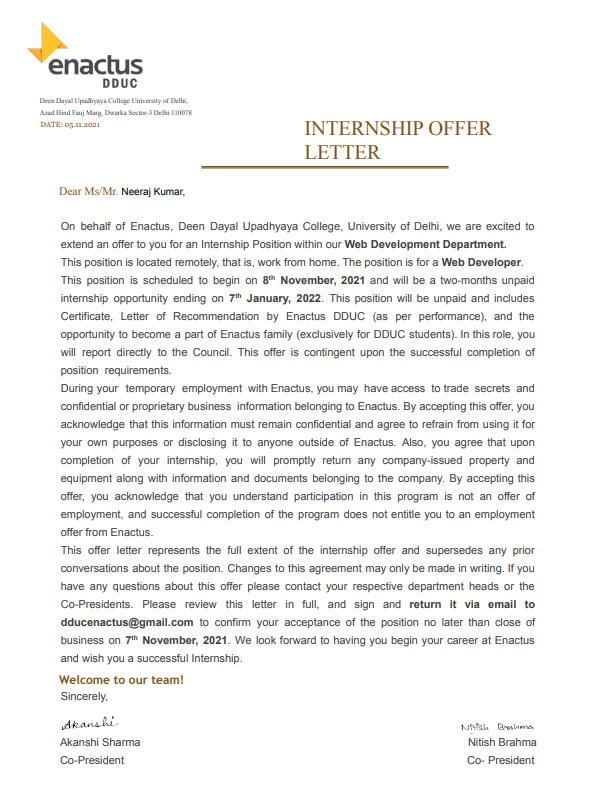 enactus
DDUC
Deen Dayal Upadhyaya College University of Delhi,
Azad Hind Fauj Marg, Dwarka Sector-3 Delhi 110078
DATE: 05.11.2021
INTERNSHIP OFFER
LETTER
Dear Ms/Mr. Neeraj Kumar,
On behalf of Enactus, Deen Dayal Upadhyaya College, University of Delhi, we are excited to
extend an offer to you for an Internship Position within our Web Development Department.
This position is located remotely, that is, work from home. The position is for a Web Developer.
This position is scheduled to begin on 8th November, 2021 and will be a two-months unpaid
internship opportunity ending on 7th January, 2022. This position will be unpaid and includes
Certificate, Letter of Recommendation by Enactus DDUC (as per performance), and the
opportunity to become a part of Enactus family (exclusively for DDUC students). In this role, you
will report directly to the Council. This offer is contingent upon the successful completion of
position requirements.
During your temporary employment with Enactus, you may have access to trade secrets and
confidential or proprietary business information belonging to Enactus. By accepting this offer, you
acknowledge that this information must remain confidential and agree to refrain from using it for
your own purposes or disclosing it to anyone outside of Enactus. Also, you agree that upon
completion of your internship, you will promptly return any company-issued property and
equipment along with information and documents belonging to the company. By accepting this
offer, you acknowledge that you understand participation in this program is not an offer of
employment, and successful completion of the program does not entitle you to an employment
offer from Enactus.
This offer letter represents the full extent of the internship offer and supersedes any prior
conversations about the position. Changes to this agreement may only be made in writing. If you
have any questions about this offer please contact your respective department heads or the
Co-Presidents. Please review this letter in full, and sign and return it via email to
dducenactus@gmail.com to confirm your acceptance of the position no later than close of
business on 7th November, 2021. We look forward to having you begin your career at Enactus
and wish you a successful Internship.
Welcome to our team!
Sincerely,
Akanshi Nitish Brahma
Akanshi Sharma Nitish Brahma
Co-President Co- President